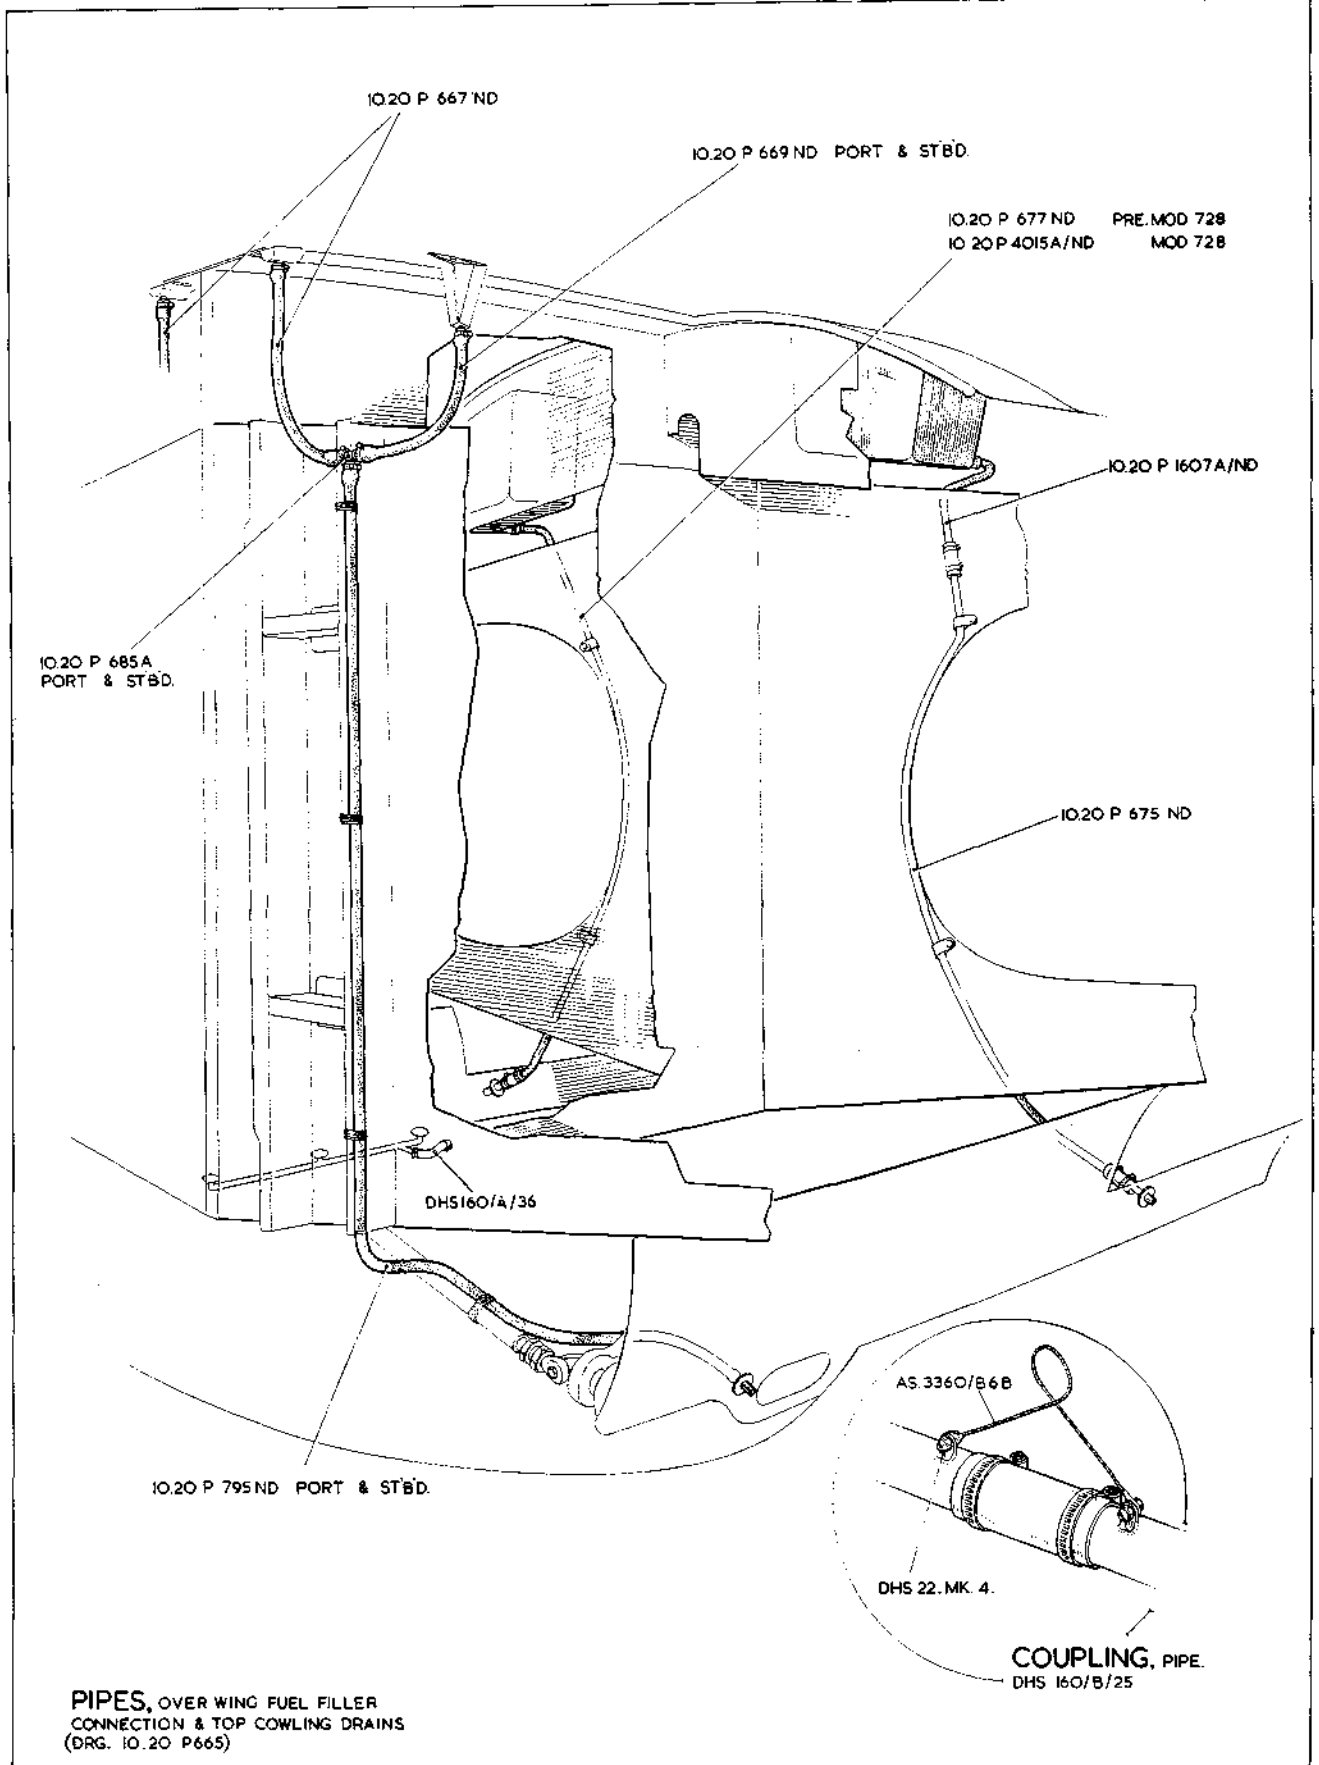 10.20 P 667 ND
10.20 P 669 ND PORT & ST'B'D.
10.20 P 677 ND PRE. MOD 728
10 20 P 4015A/ND MOD 728
10.20 P 1607A/ND
10.20 P 685A
PORT & STBD.
10.20 P 675 ND
DHS160/A/36
AS.3360/B6B
10.20 P 795 ND PORT & ST'B'D.
DHS 22. MK. 4.
COUPLING, PIPE.
DHS 160/B/25
PIPES, OVER WING FUEL FILLER
CONNECTION & TOP COWLING DRAINS
(DRG. 10.20 P665)